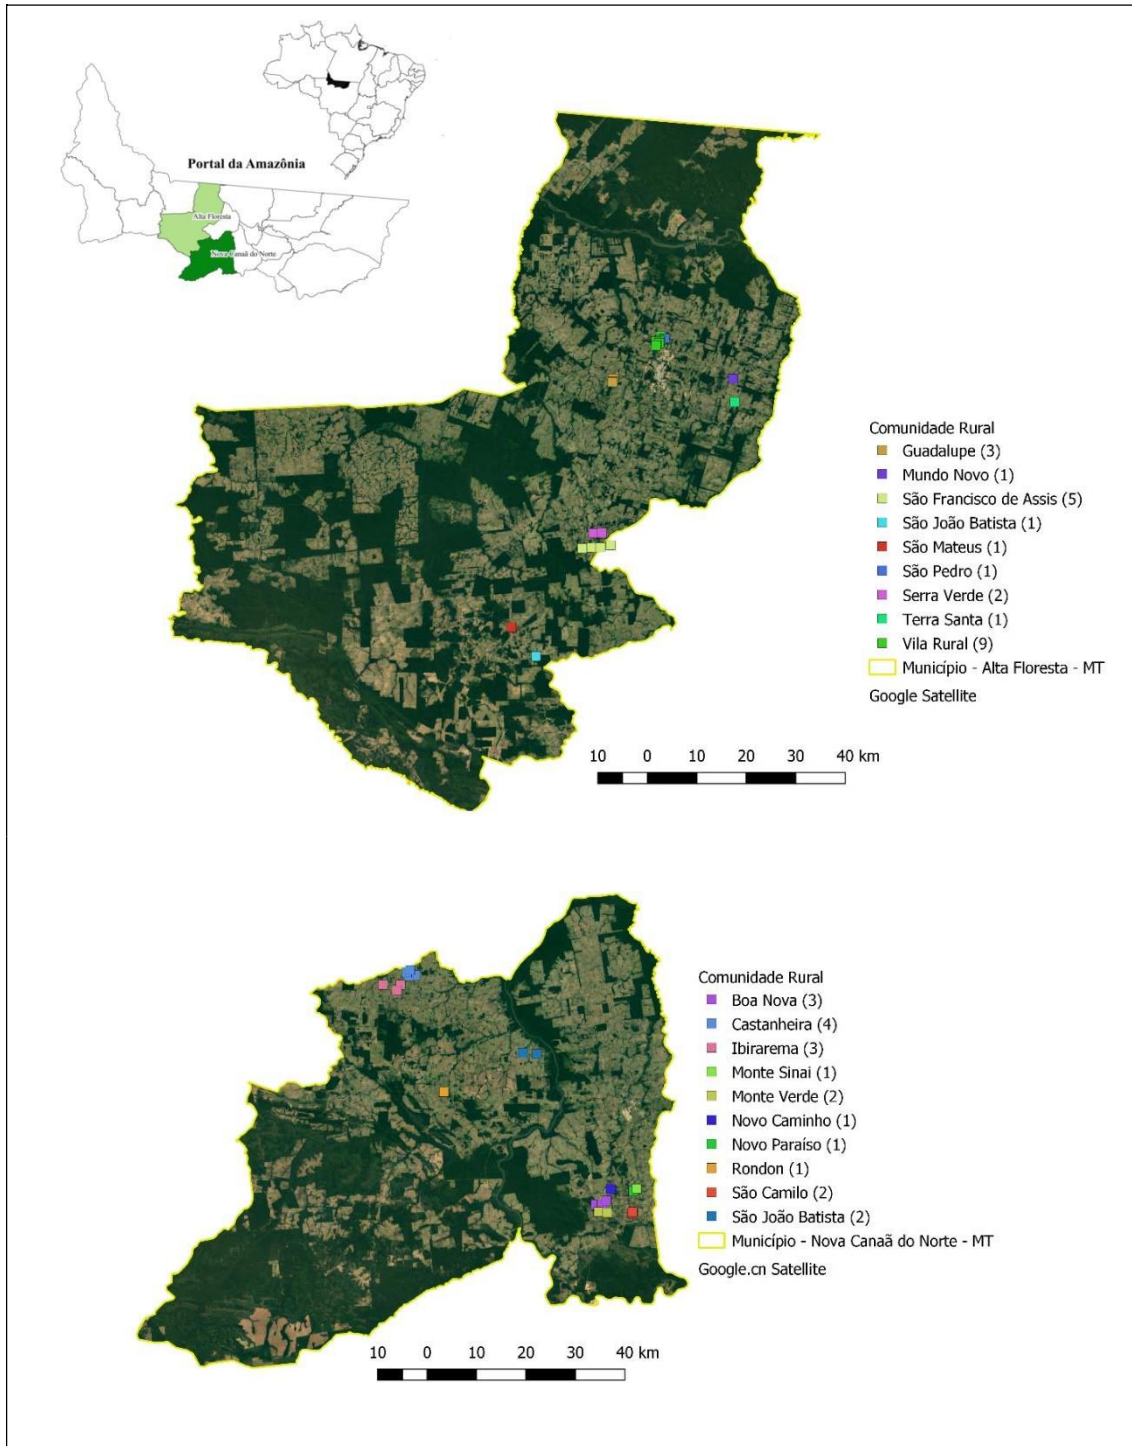 Portal da Amazônia
Alta Floresta
Nova Canaã do Norte
Comunidade Rural
Guadalupe (3)
Mundo Novo (1)
São Francisco de Assis (5)
São João Batista (1)
São Mateus (1)
São Pedro (1)
Serra Verde (2)
Terra Santa (1)
Vila Rural (9)
Município - Alta Floresta - MT
Google Satellite
10 0 10 20 30 40 km
Comunidade Rural
Boa Nova (3)
Castanheira (4)
Ibirarema (3)
Monte Sinai (1)
Monte Verde (2)
Novo Caminho (1)
Novo Paraíso (1)
Rondon (1)
São Camilo (2)
São João Batista (2)
Município - Nova Canaã do Norte - MT
Google.cn Satellite
10 0 10 20 30 40 km